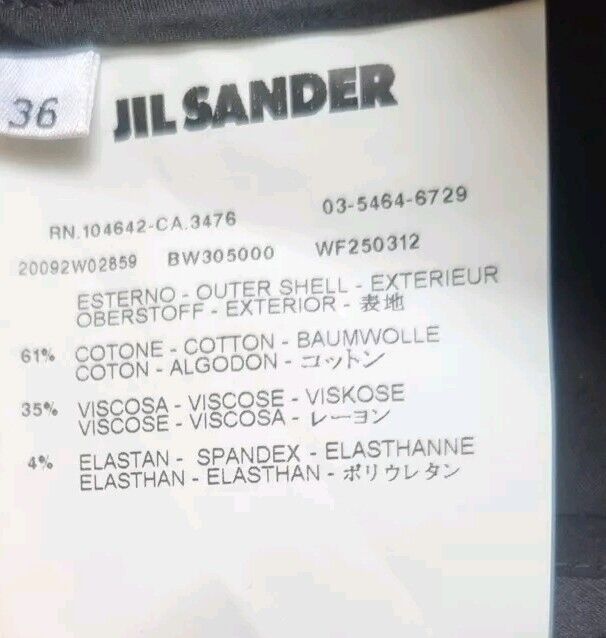 36
JIL SANDER
RN.104642-CA.3476 03-5464-6729
20092W02859 BW305000 WF250312
ESTERNO - OUTER SHELL - EXTERIEUR
OBERSTOFF - EXTERIOR - 表地
61% COTONE - COTTON - BAUMWOLLE
COTON - ALGODON - コットン
35% VISCOSA - VISCOSE - VISKOSE
VISCOSE - VISCOSA - レーヨン
4% ELASTAN - SPANDEX - ELASTHANNE
ELASTHAN - ELASTHAN - ポリウレタン